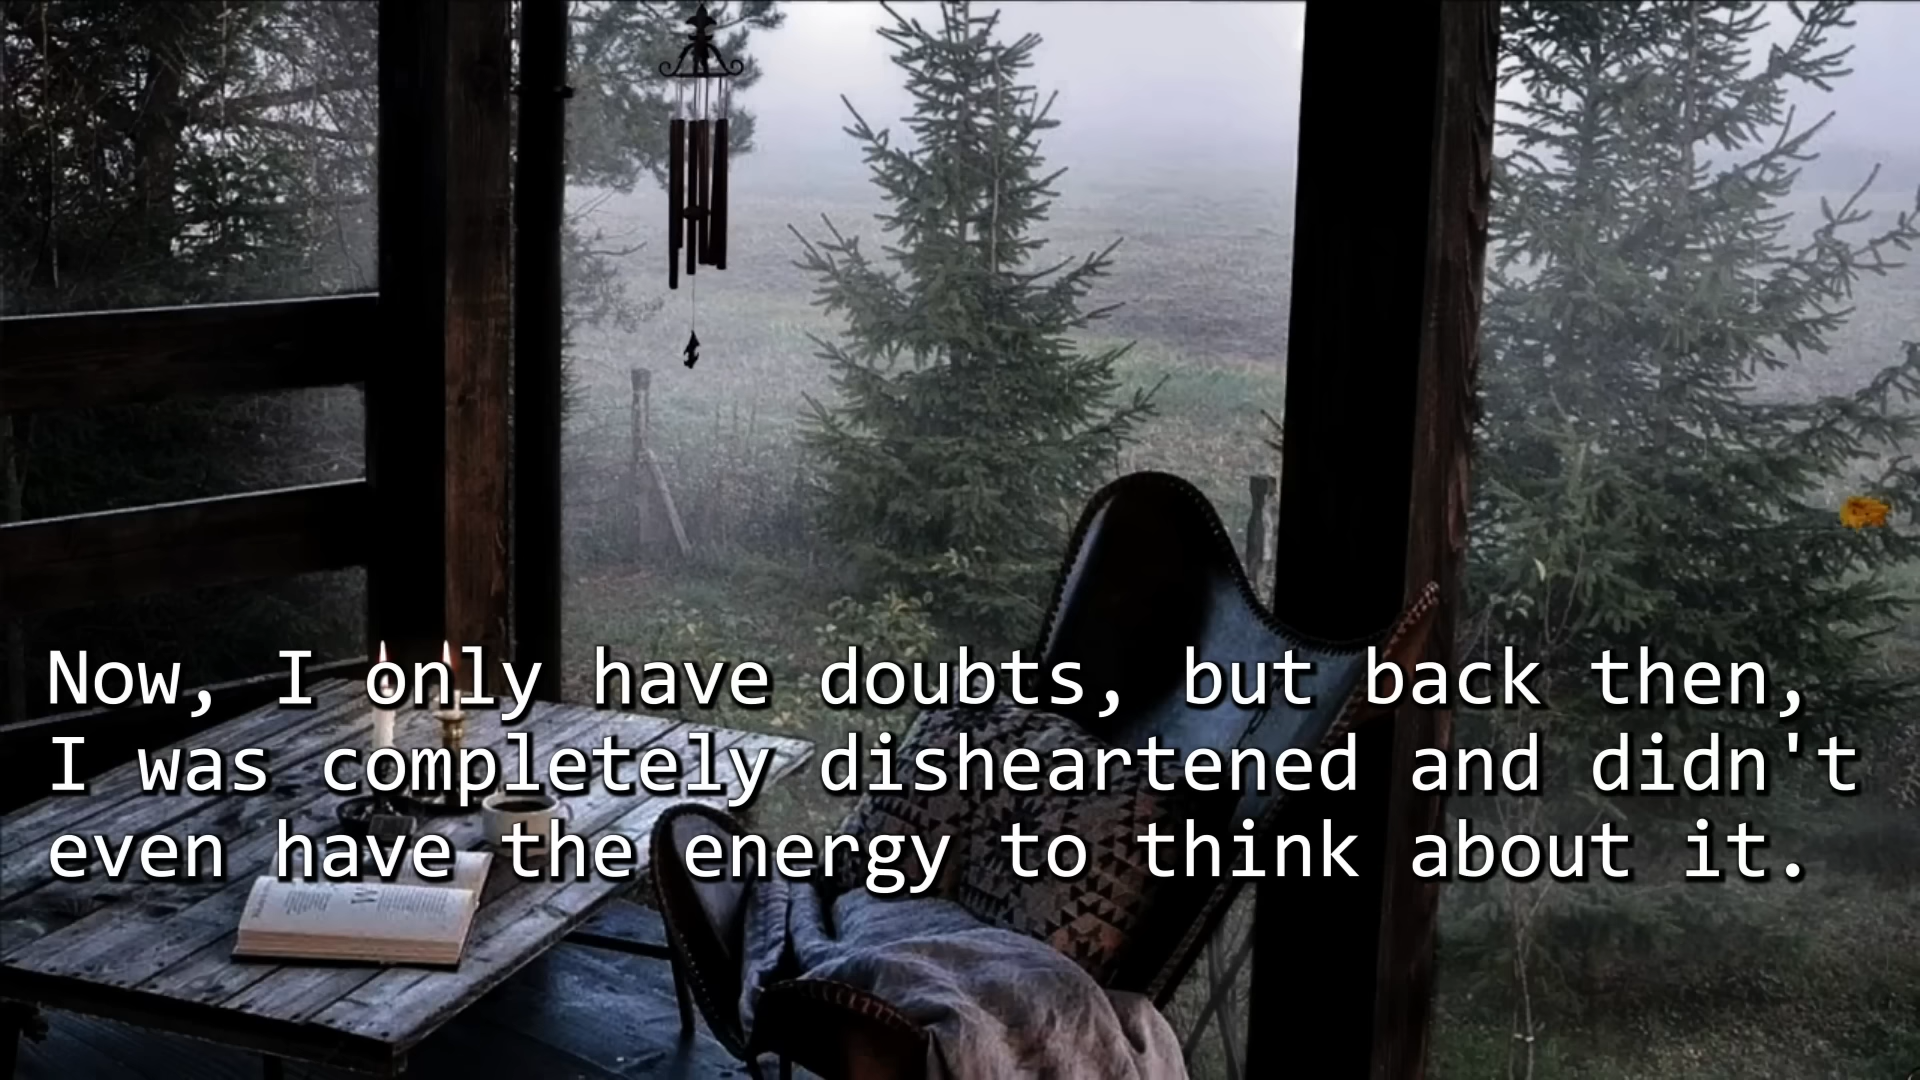 Now, I only have doubts, but back then,
I was completely disheartened and didn't
even have the energy to think about it.